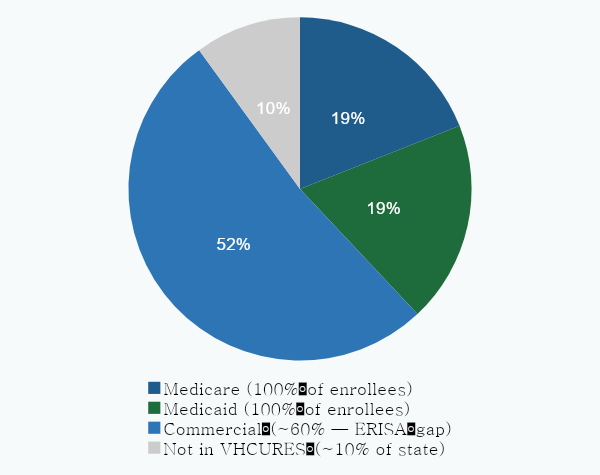 10%
19%
19%
52%
Medicare (100% of enrollees)
Medicaid (100% of enrollees)
Commercial (~60% — ERISA gap)
Not in VHCURES (~10% of state)